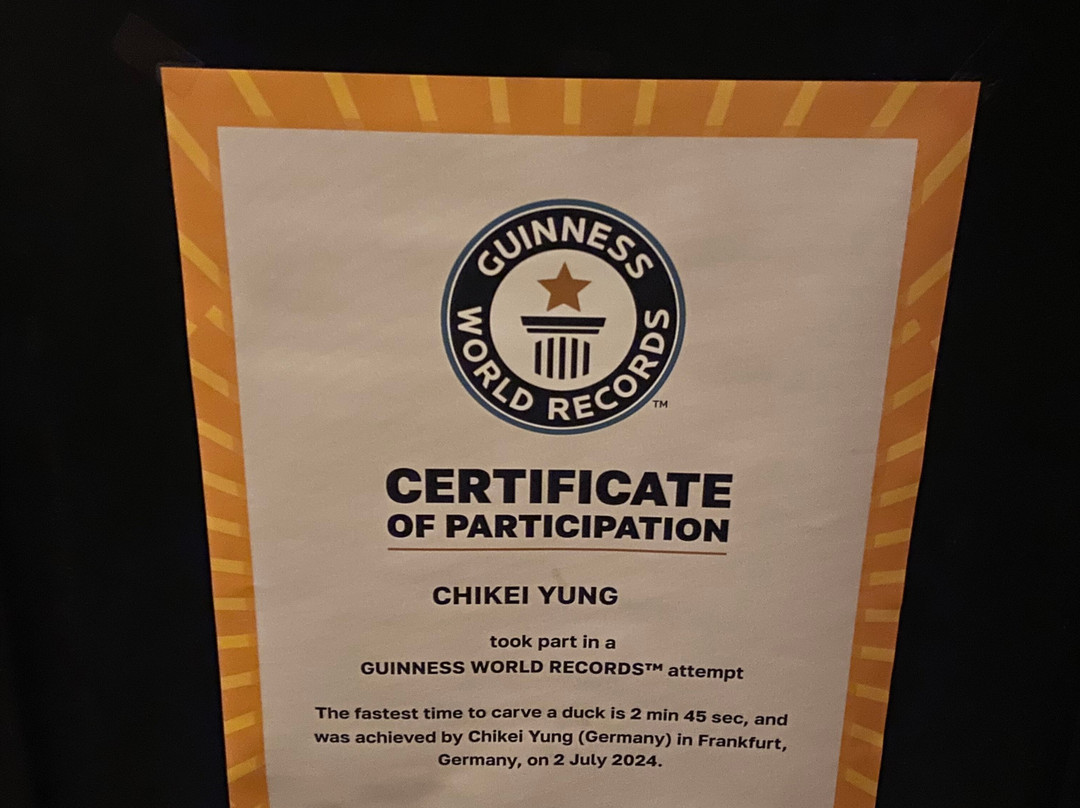 GUINNESS
WORLD RECORDS
TM
CERTIFICATE
OF PARTICIPATION
CHIKEI YUNG
took part in a
GUINNESS WORLD RECORDS™ attempt
The fastest time to carve a duck is 2 min 45 sec, and
was achieved by Chikei Yung (Germany) in Frankfurt,
Germany, on 2 July 2024.